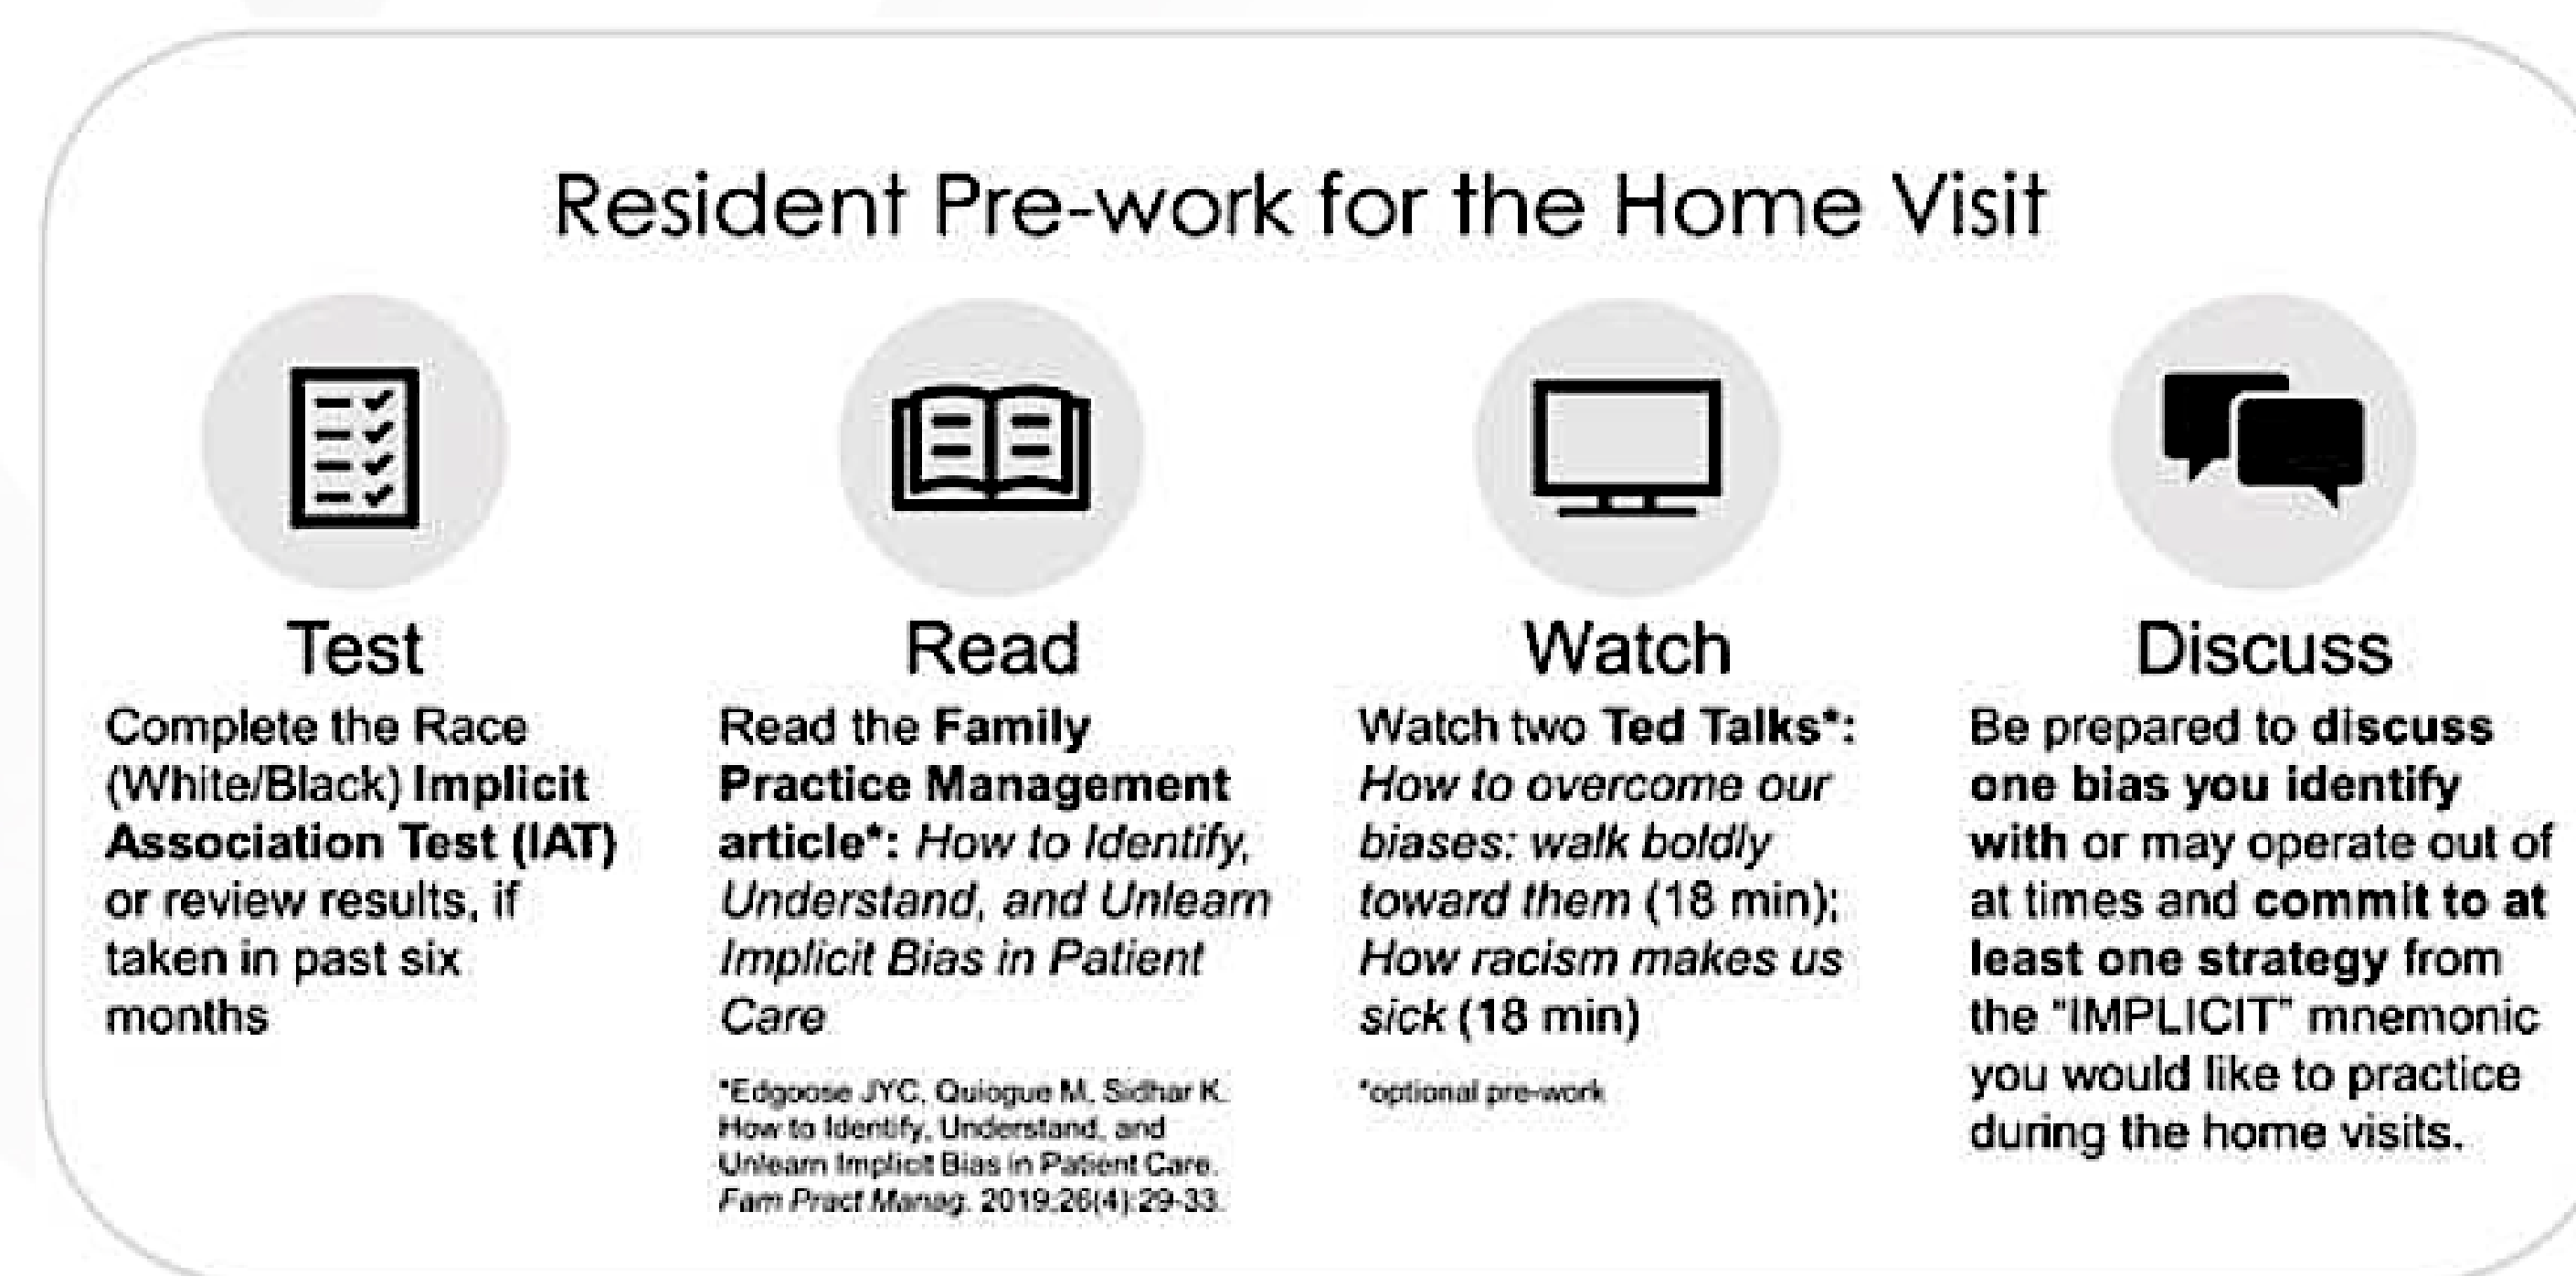 Resident Pre-work for the Home Visit
Test
Complete the Race
(White/Black) Implicit
Association Test (IAT)
or review results, if
taken in past six
months
Read
Read the Family
Practice Management
article*: How to Identify,
Understand, and Unlearn
Implicit Bias in Patient
Care
*Edgoose JYC, Quiogue M, Sidhar K.
How to Identify, Understand, and
Unlearn Implicit Bias in Patient Care.
Fam Pract Manag. 2019;26(4):29-33.
Watch
Watch two Ted Talks*:
How to overcome our
biases: walk boldly
toward them (18 min);
How racism makes us
sick (18 min)
*optional pre-work
Discuss
Be prepared to discuss
one bias you identify
with or may operate out of
at times and commit to at
least one strategy from
the "IMPLICIT" mnemonic
you would like to practice
during the home visits.